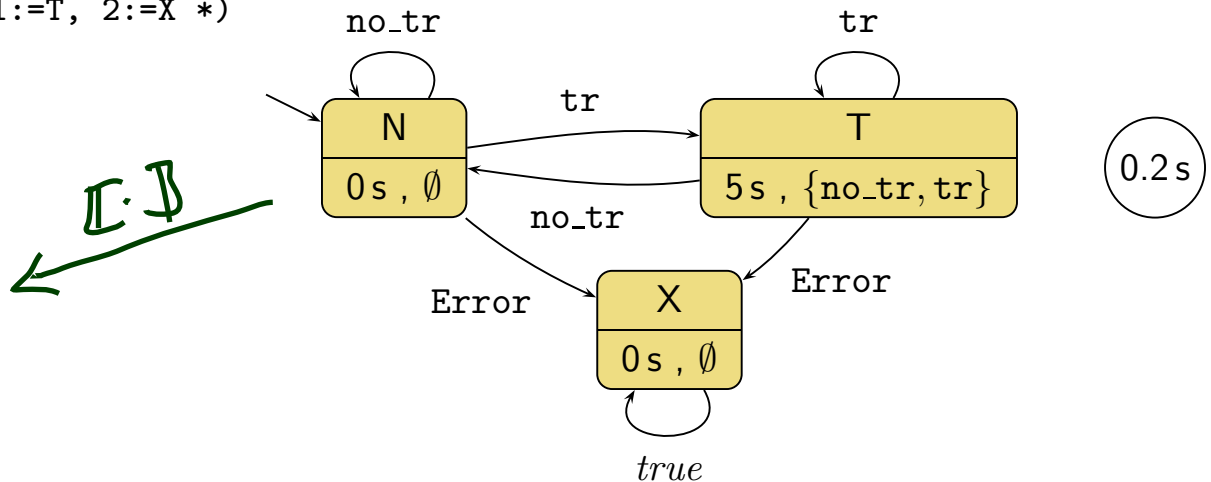 1:=T, 2:=X *)
no_tr
tr
tr
N
T
0 s , ∅
5 s , {no_tr, tr}
0.2 s
⟦·⟧
no_tr
Error
Error
X
0 s , ∅
true